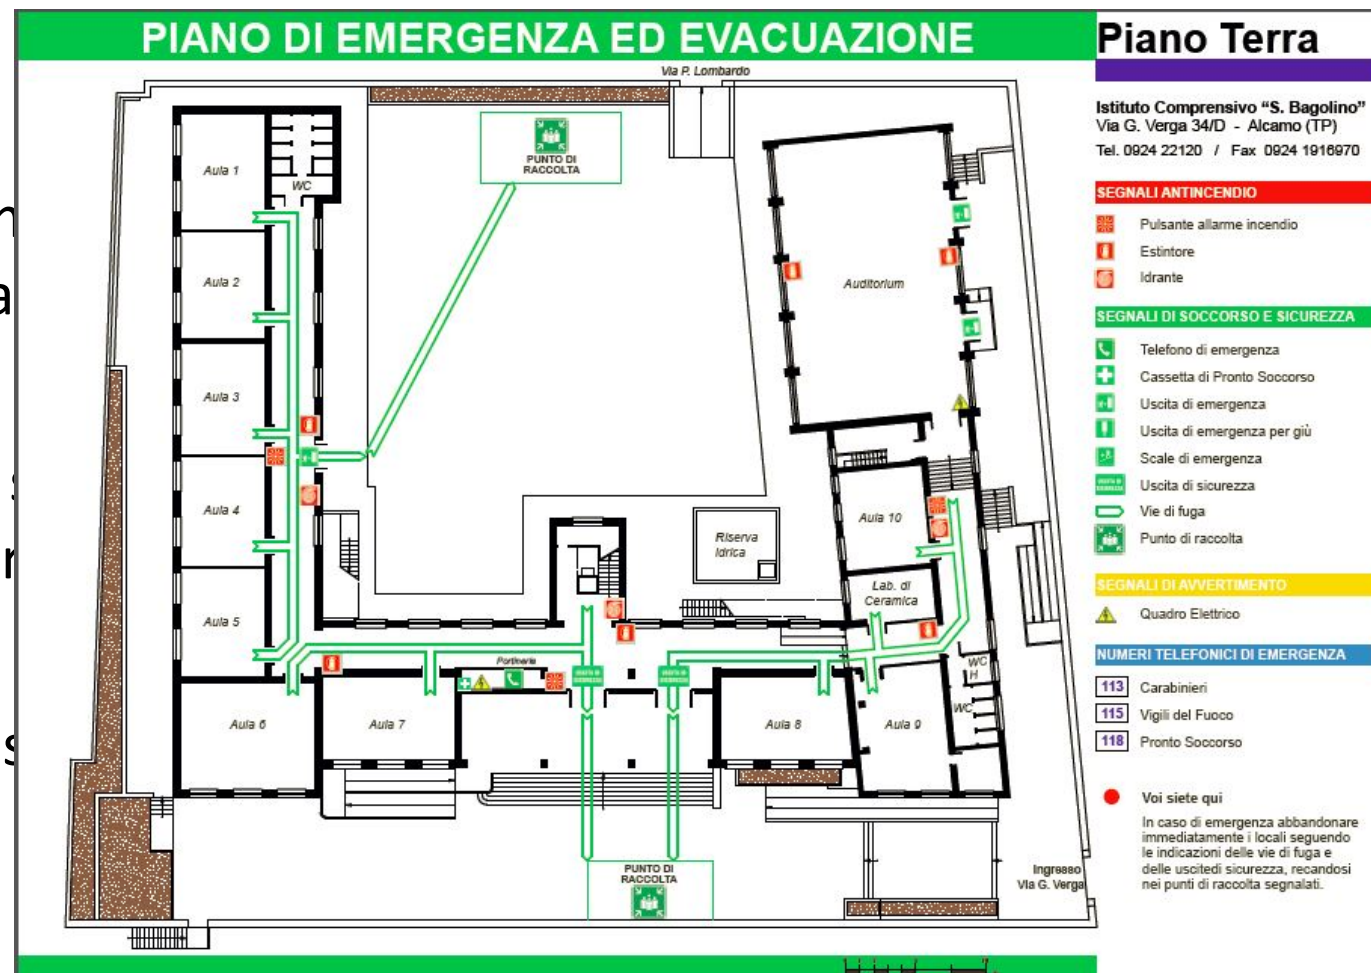 PIANO DI EMERGENZA ED EVACUAZIONE
Piano Terra
Via P. Lombardo
Istituto Comprensivo “S. Bagolino”
Via G. Verga 34/D - Alcamo (TP)
Tel. 0924 22120 / Fax 0924 1916970
SEGNALI ANTINCENDIO
Pulsante allarme incendio
Estintore
Idrante
SEGNALI DI SOCCORSO E SICUREZZA
Telefono di emergenza
Cassetta di Pronto Soccorso
Uscita di emergenza
Uscita di emergenza per giù
Scale di emergenza
Uscita di sicurezza
Vie di fuga
Punto di raccolta
SEGNALI DI AVVERTIMENTO
Quadro Elettrico
NUMERI TELEFONICI DI EMERGENZA
113 Carabinieri
115 Vigili del Fuoco
118 Pronto Soccorso
Voi siete qui
In caso di emergenza abbandonare
immediatamente i locali seguendo
le indicazioni delle vie di fuga e
delle uscitedi sicurezza, recandosi
nei punti di raccolta segnalati.
PUNTO DI
RACCOLTA
Aula 1
WC
Aula 2
Auditorium
Aula 3
Aula 4
Aula 10
Riserva
Idrica
Lab. di
Ceramica
Aula 5
Portineria
WC
H
WC
Aula 6
Aula 7
Aula 8
Aula 9
PUNTO DI
RACCOLTA
Ingresso
Via G. Verga